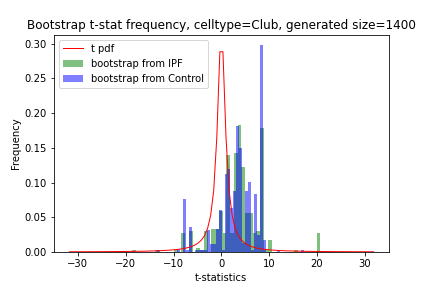 Bootstrap t-stat frequency, celltype=Club, generated size=1400
t pdf
bootstrap from IPF
bootstrap from Control
Frequency
0.30
0.25
0.20
0.15
0.10
0.05
0.00
−30 −20 −10 0 10 20 30
t-statistics